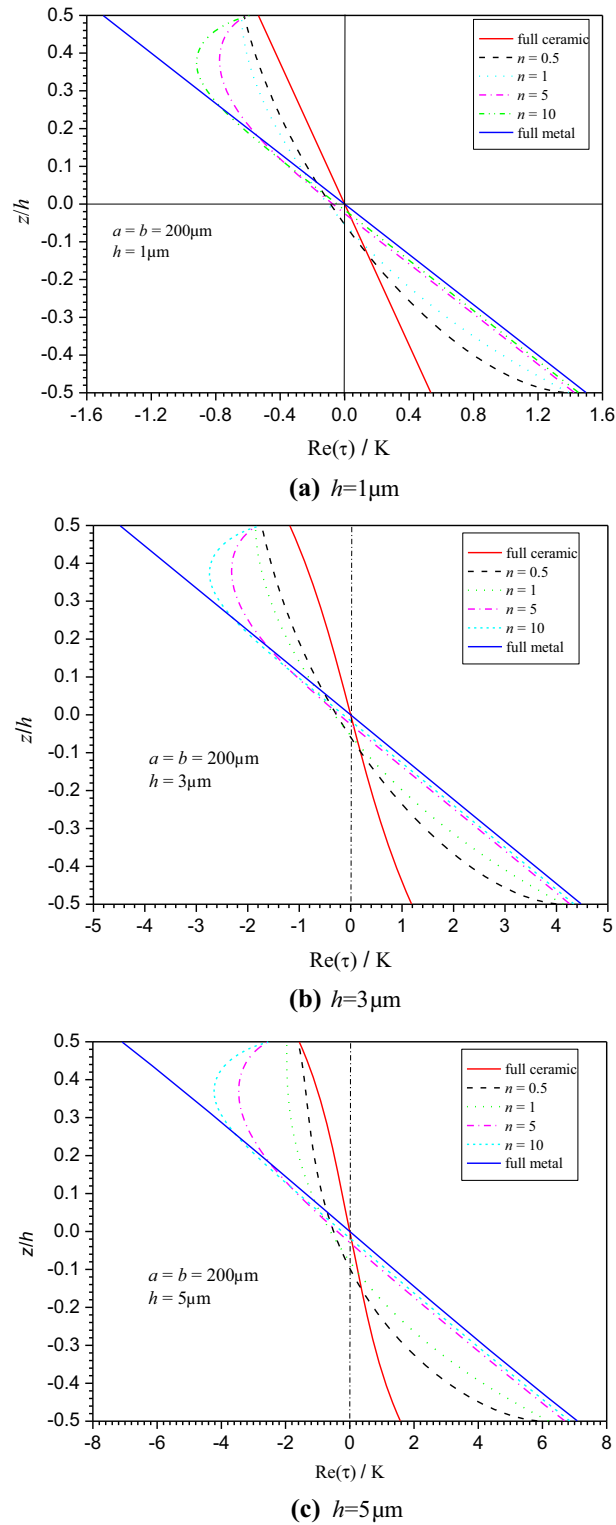 0.5
0.4
0.3
0.2
0.1
0.0
-0.1
-0.2
-0.3
-0.4
-0.5
z/h
full ceramic
n = 0.5
n = 1
n = 5
n = 10
full metal
a = b = 200μm
h = 1μm
-1.6 -1.2 -0.8 -0.4 0.0 0.4 0.8 1.2 1.6
Re(τ) / K
(a) h=1μm
0.5
0.4
0.3
0.2
0.1
0.0
-0.1
-0.2
-0.3
-0.4
-0.5
z/h
full ceramic
n = 0.5
n = 1
n = 5
n = 10
full metal
a = b = 200μm
h = 3μm
-5 -4 -3 -2 -1 0 1 2 3 4 5
Re(τ) / K
(b) h=3μm
0.5
0.4
0.3
0.2
0.1
0.0
-0.1
-0.2
-0.3
-0.4
-0.5
z/h
full ceramic
n = 0.5
n = 1
n = 5
n = 10
full metal
a = b = 200μm
h = 5μm
-8 -6 -4 -2 0 2 4 6 8
Re(τ) / K
(c) h=5μm